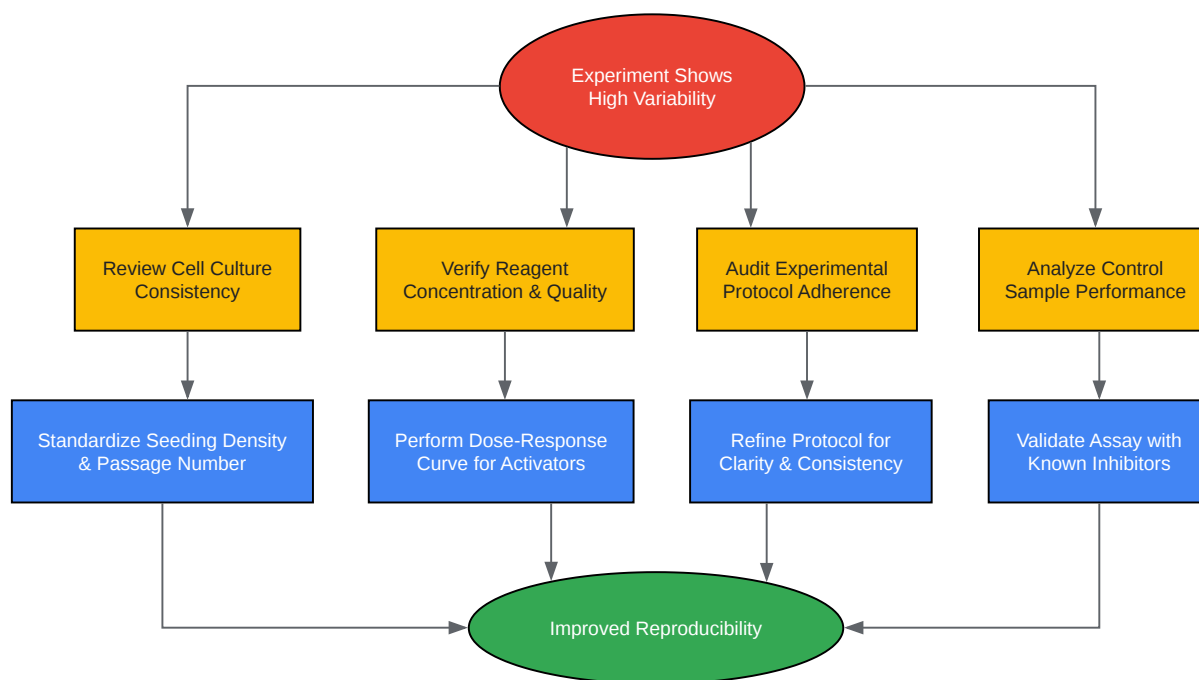 Experiment Shows
High Variability
Review Cell Culture
Consistency
Verify Reagent
Concentration & Quality
Audit Experimental
Protocol Adherence
Analyze Control
Sample Performance
Standardize Seeding Density
& Passage Number
Perform Dose-Response
Curve for Activators
Refine Protocol for
Clarity & Consistency
Validate Assay with
Known Inhibitors
Improved Reproducibility